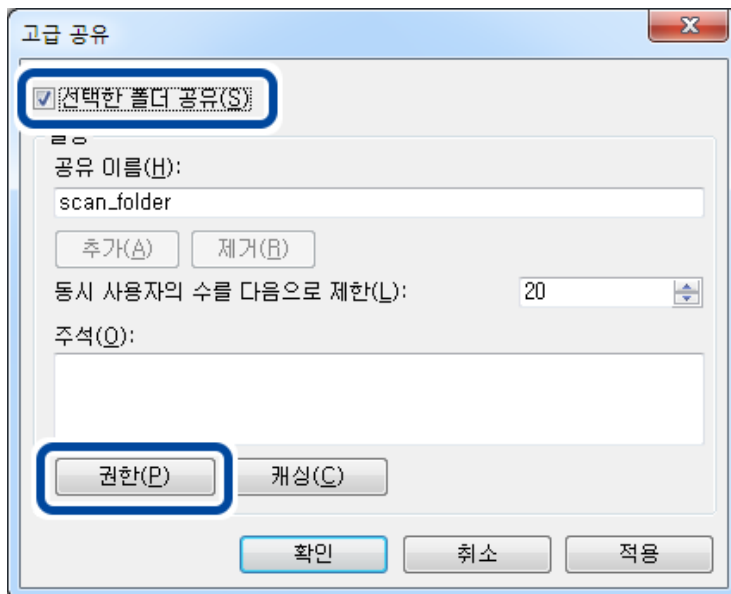 고급 공유
선택한 폴더 공유(S)
공유 이름(H):
scan_folder
추가(A) 제거(R)
동시 사용자의 수를 다음으로 제한(L): 20
주석(O):
권한(P) 캐싱(C)
확인 취소 적용